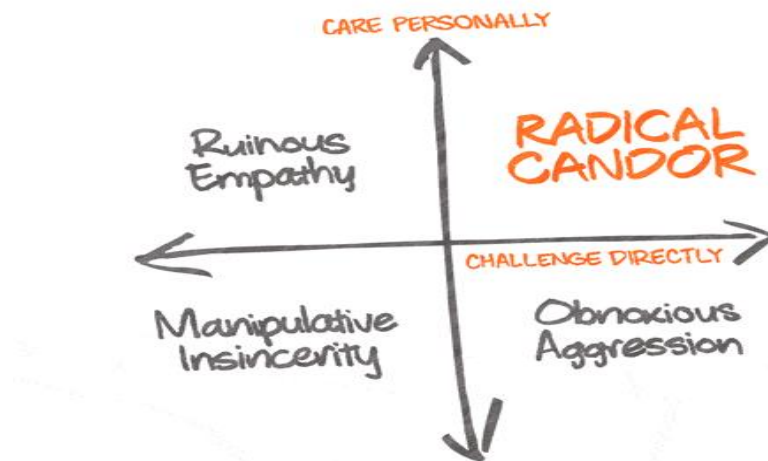 CARE PERSONALLY
Ruinous
Empathy
RADICAL
CANDOR
CHALLENGE DIRECTLY
Manipulative
Insincerity
Obnoxious
Aggression